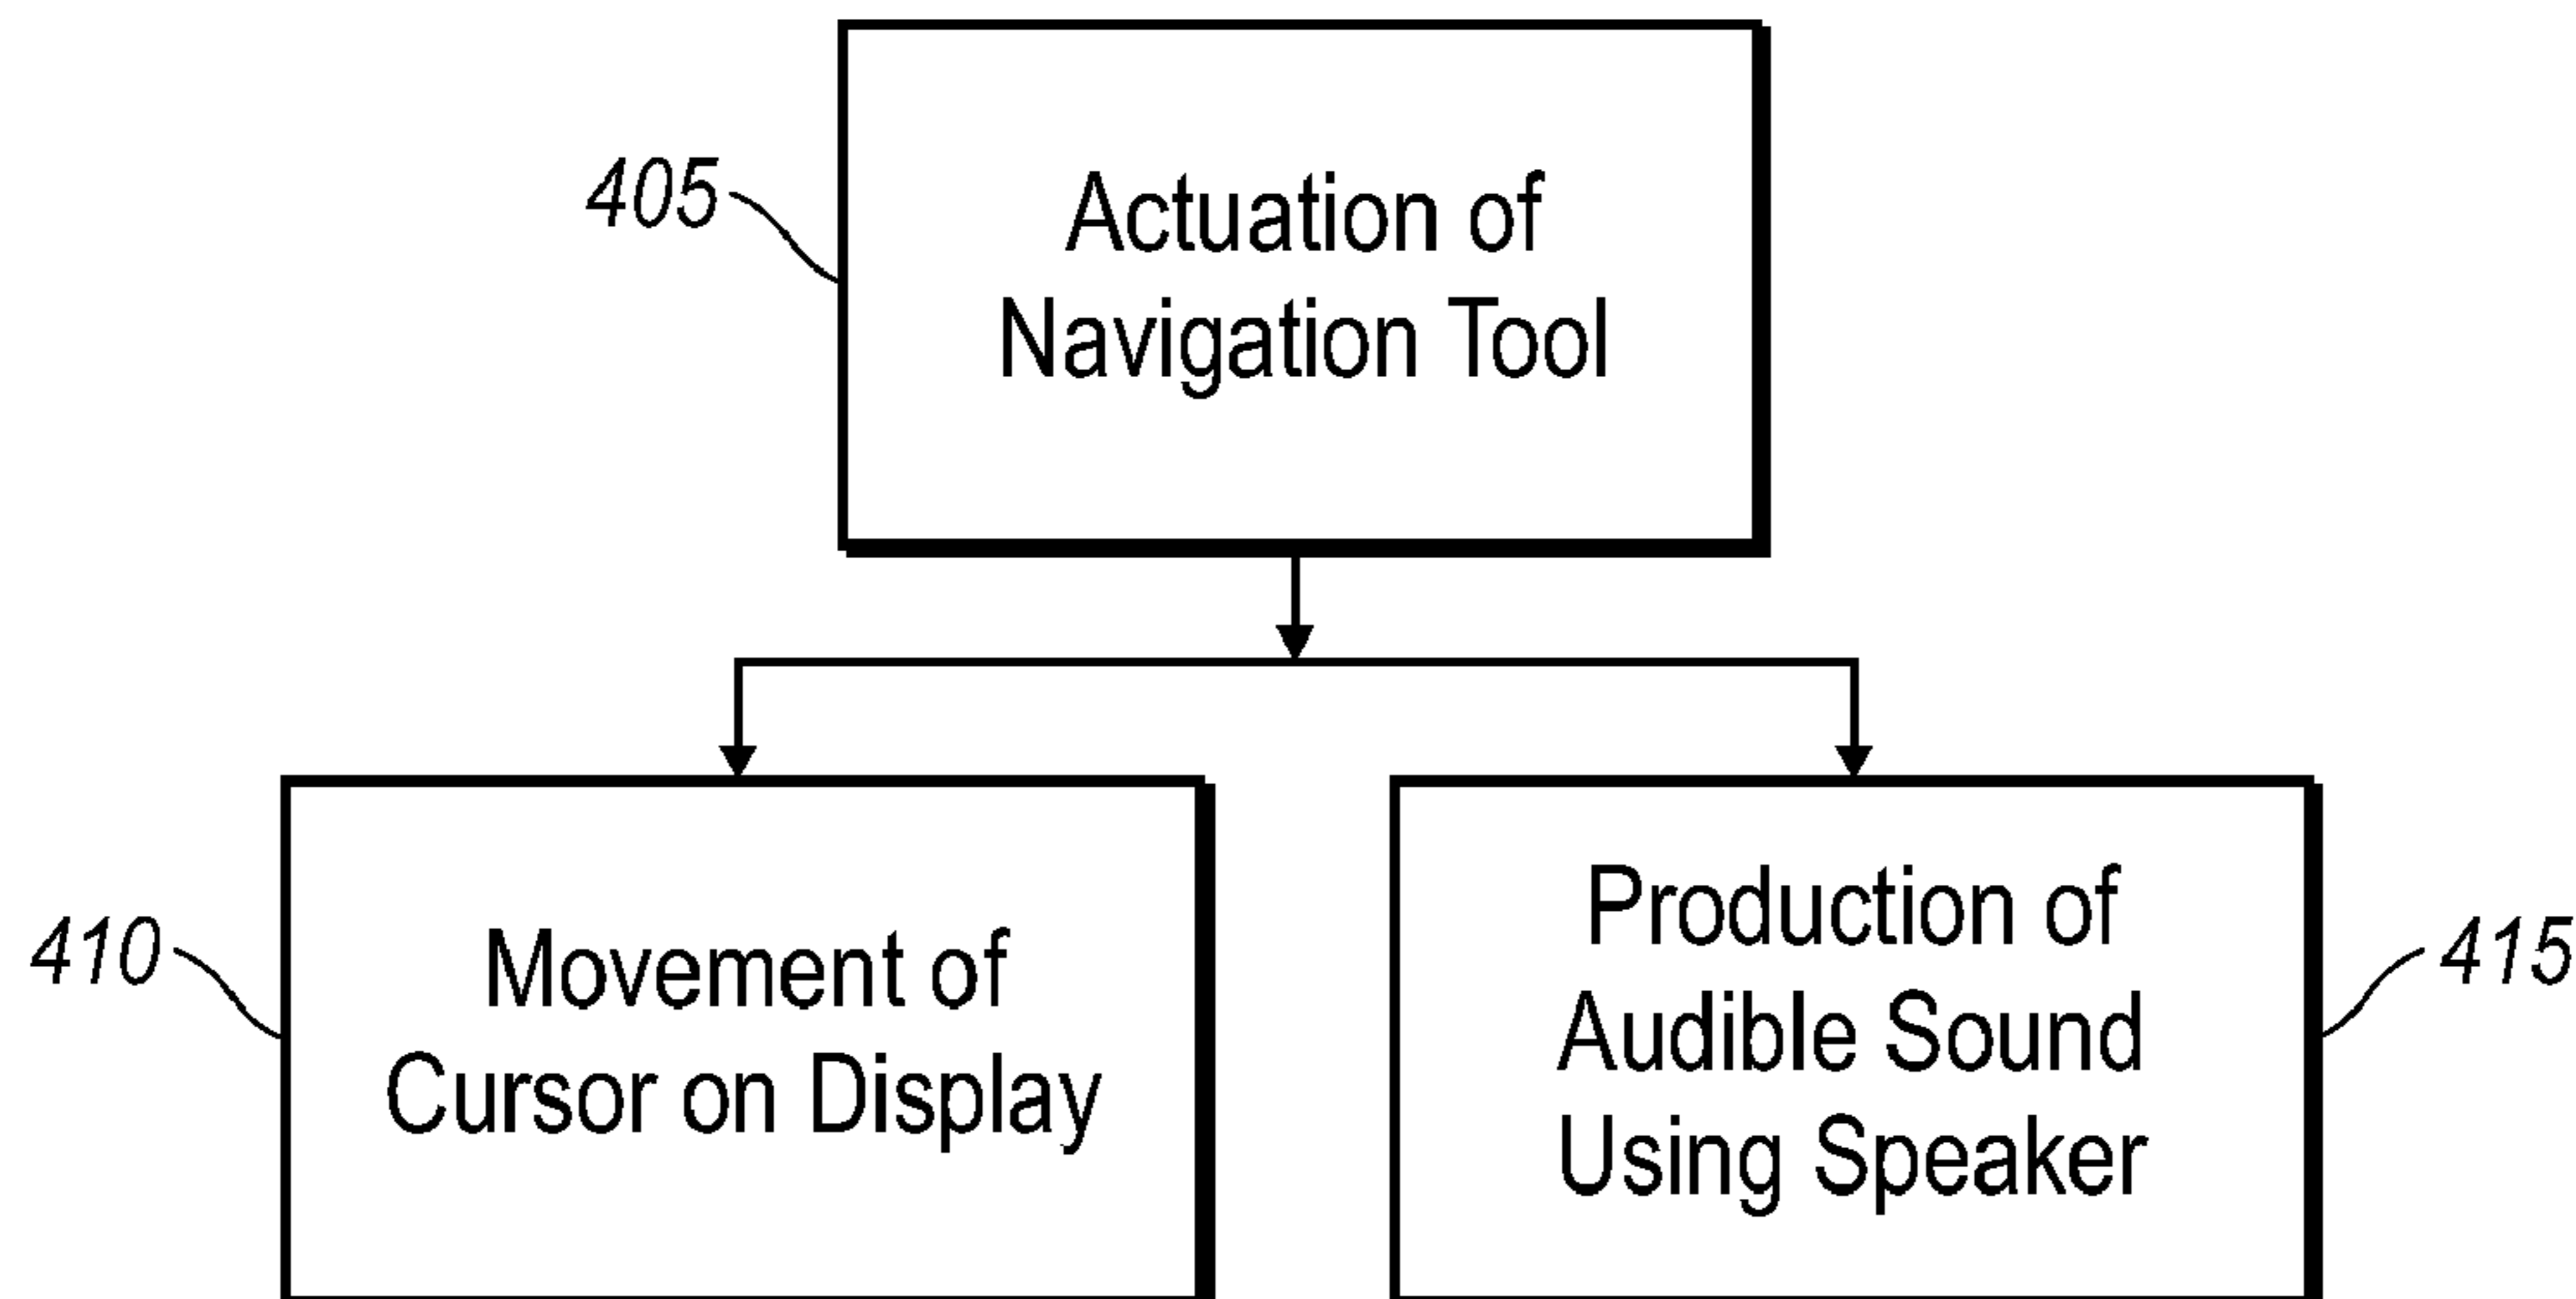 405
Actuation of
Navigation Tool
410
Movement of
Cursor on Display
Production of
Audible Sound
Using Speaker
415